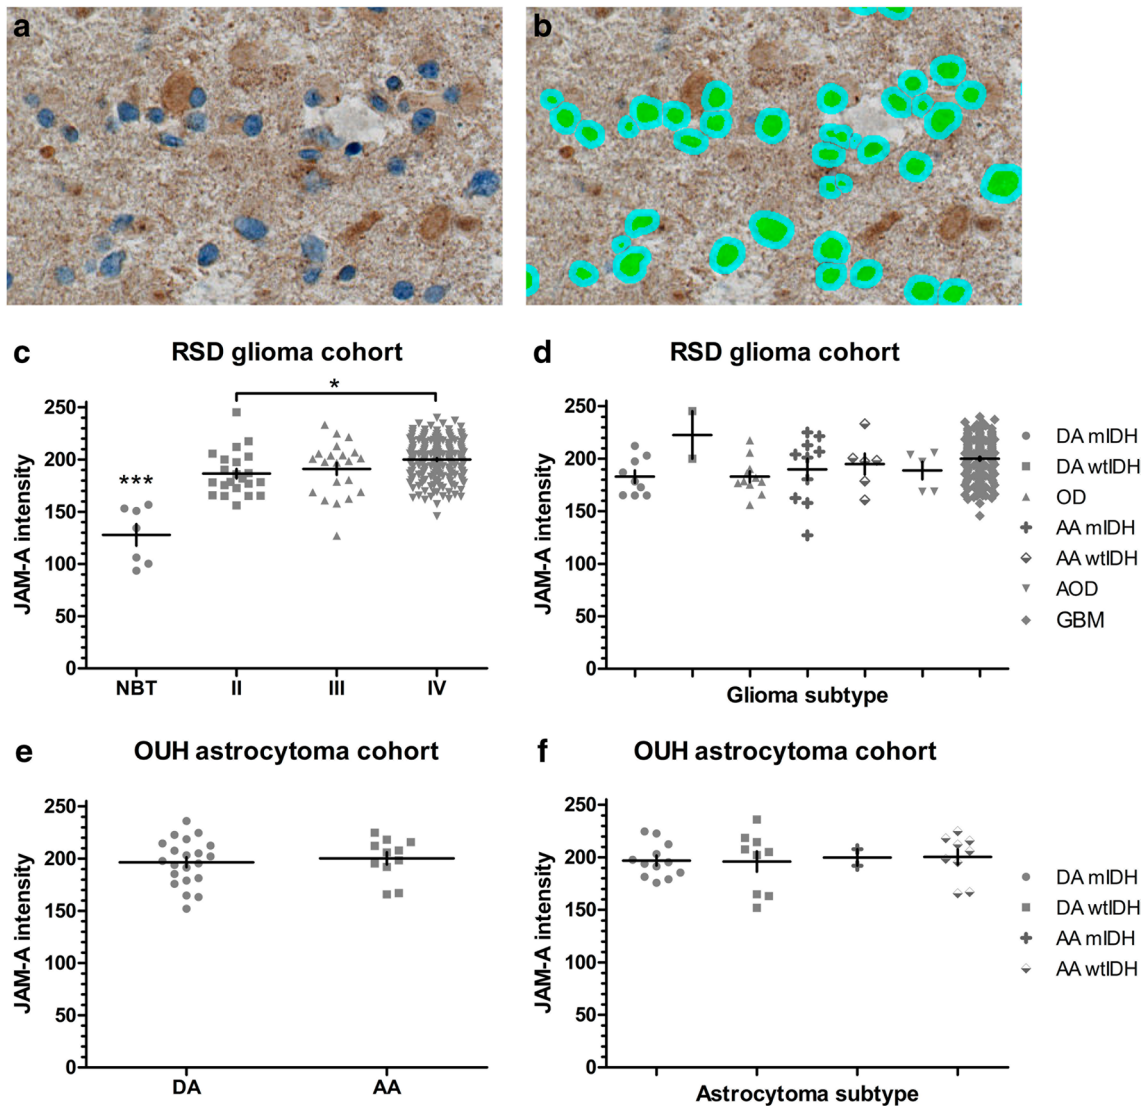 a b
c RSD glioma cohort
JAM-A intensity
250
200
150
100
50
0
***
*
NBT II III IV
d RSD glioma cohort
JAM-A intensity
250
200
150
100
50
0
Glioma subtype
DA mIDH
DA wtIDH
OD
AA mIDH
AA wtIDH
AOD
GBM
e OUH astrocytoma cohort
JAM-A intensity
250
200
150
100
50
0
DA AA
f OUH astrocytoma cohort
JAM-A intensity
250
200
150
100
50
0
Astrocytoma subtype
DA mIDH
DA wtIDH
AA mIDH
AA wtIDH